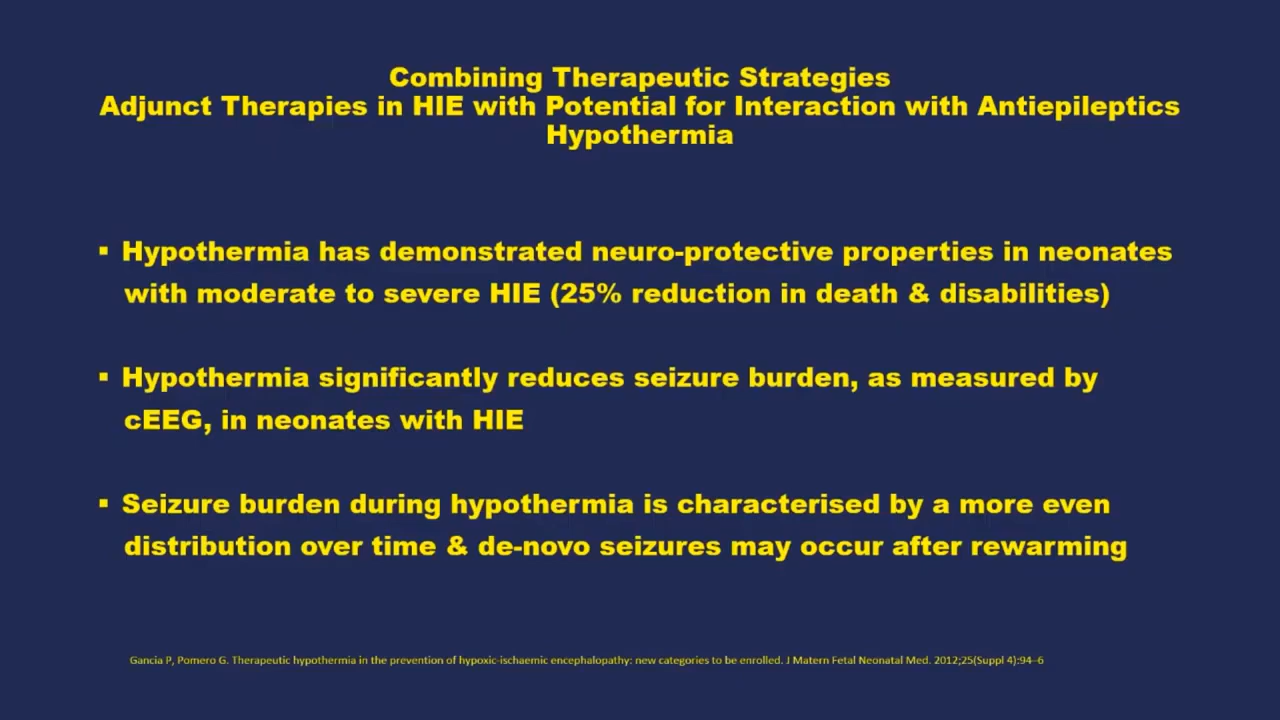 Combining Therapeutic Strategies
Adjunct Therapies in HIE with Potential for Interaction with Antiepileptics
Hypothermia
▪ Hypothermia has demonstrated neuro-protective properties in neonates
with moderate to severe HIE (25% reduction in death & disabilities)
▪ Hypothermia significantly reduces seizure burden, as measured by
cEEG, in neonates with HIE
▪ Seizure burden during hypothermia is characterised by a more even
distribution over time & de-novo seizures may occur after rewarming
Gancia P, Pomero G. Therapeutic hypothermia in the prevention of hypoxic-ischaemic encephalopathy: new categories to be enrolled. J Matern Fetal Neonatal Med. 2012;25(Suppl 4):94–6